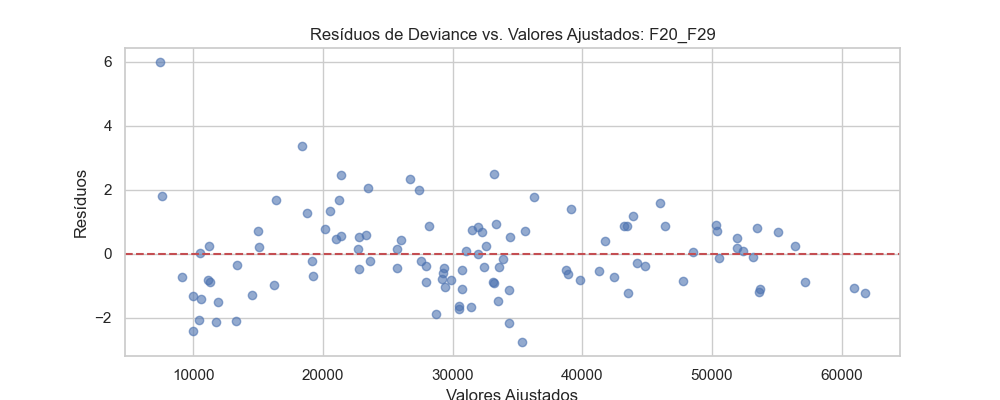 Resíduos de Deviance vs. Valores Ajustados: F20_F29
Resíduos
6
4
2
0
−2
10000 20000 30000 40000 50000 60000
Valores Ajustados